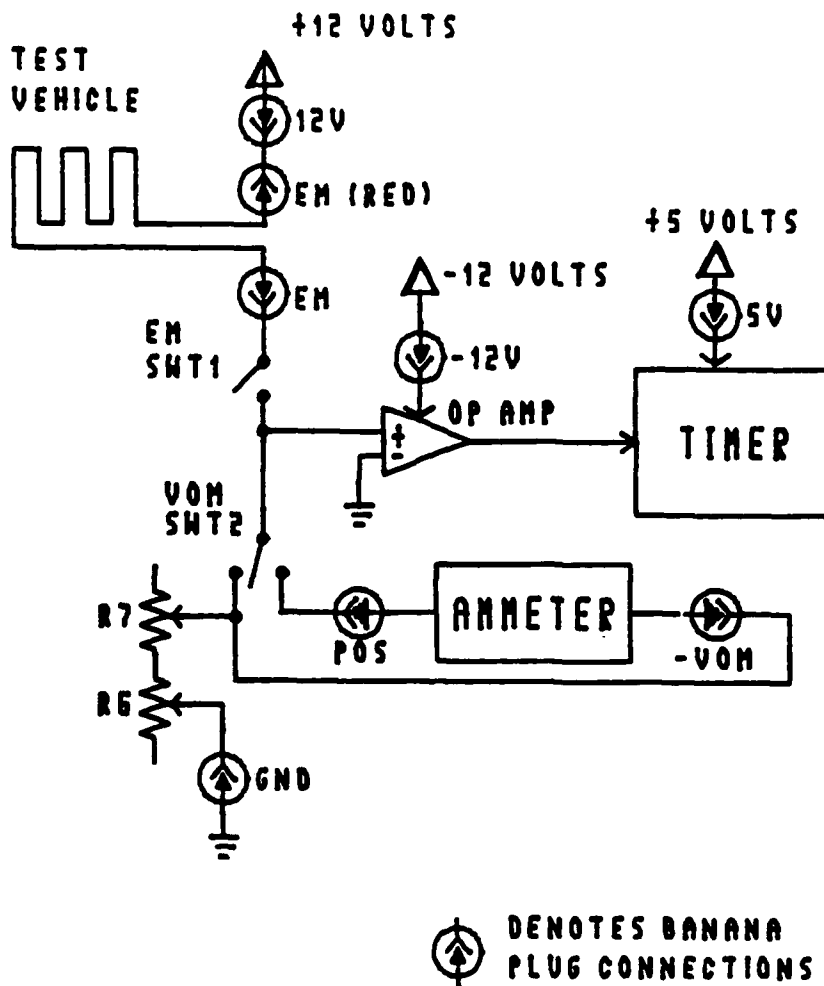 +12 VOLTS
TEST
VEHICLE
12V
EM (RED)
+5 VOLTS
EM
-12 VOLTS
5V
EM
SWT1
-12V
OP AMP
+
-
TIMER
VOM
SWT2
R7
AMMETER
POS
-VOM
R6
GND
DENOTES BANANA
PLUG CONNECTIONS